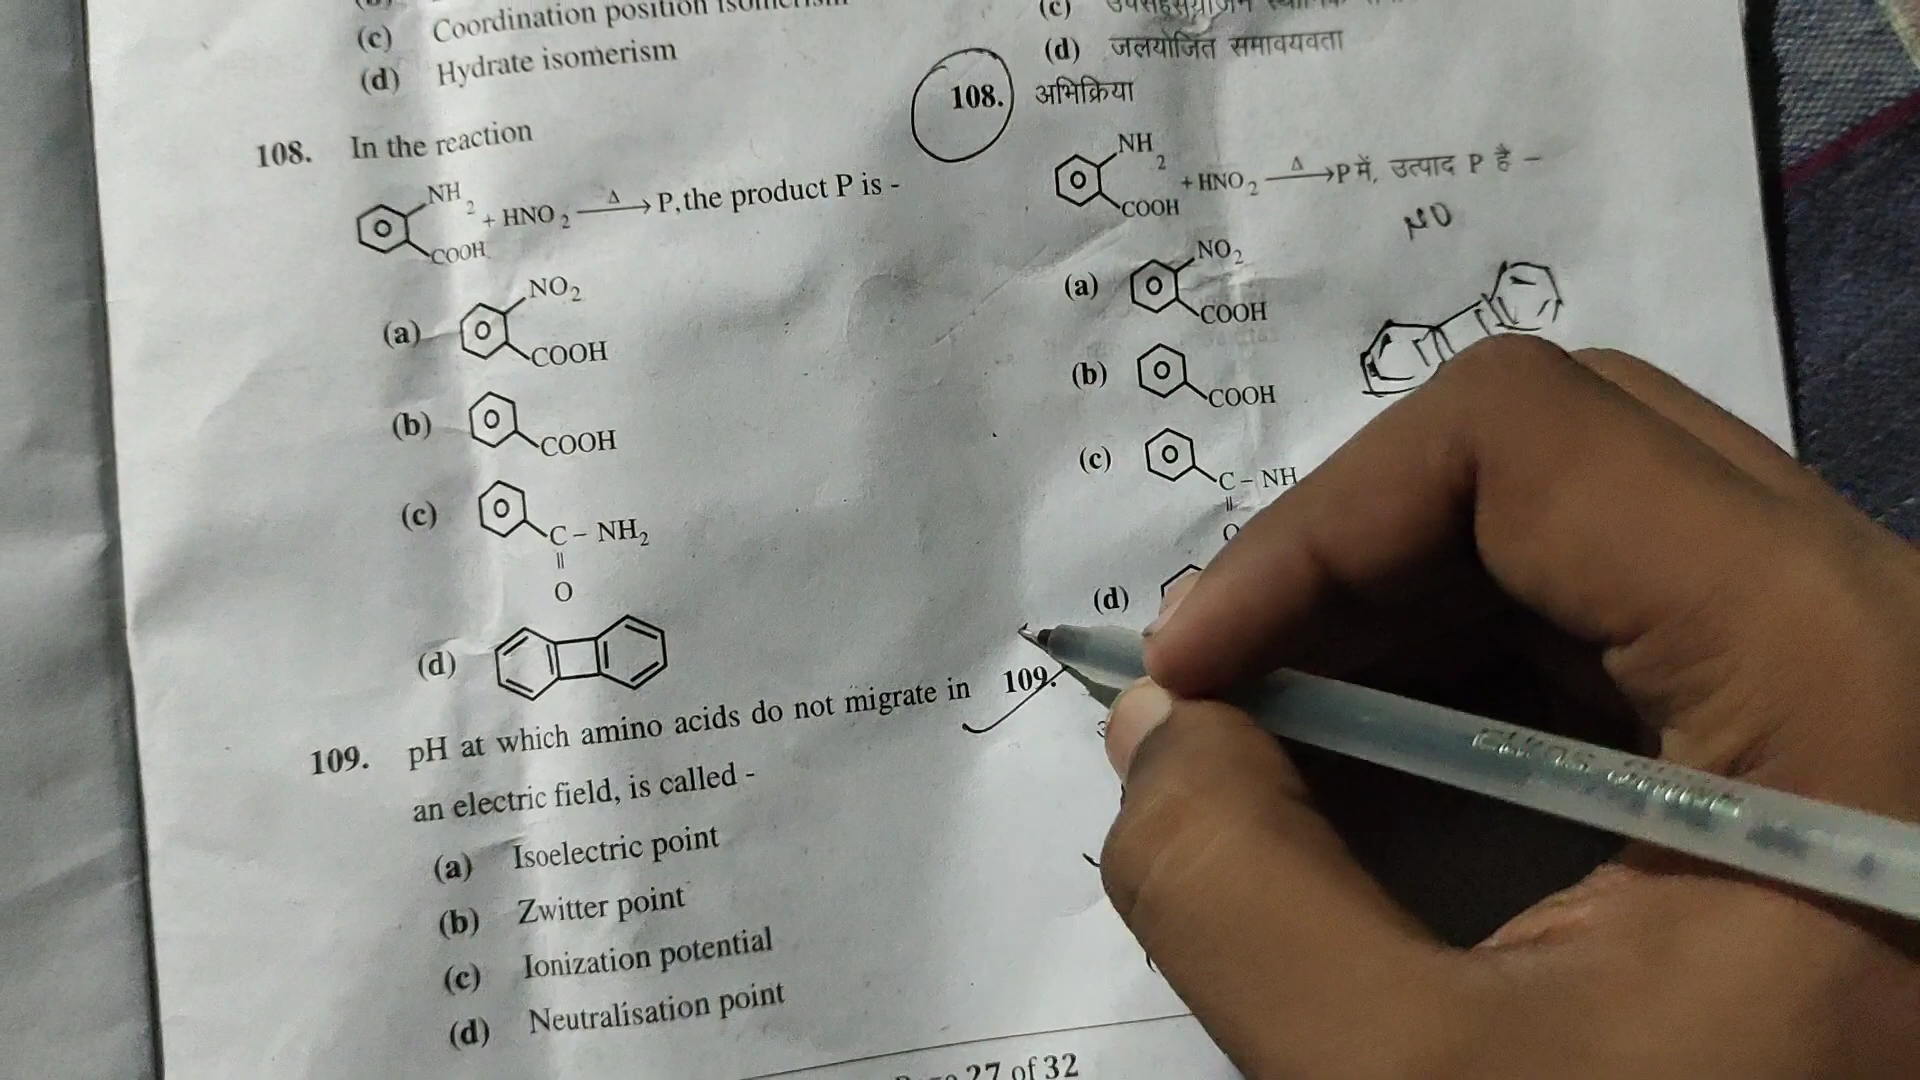 (c) Coordination position
(d) Hydrate isomerism
108. In the reaction
NH2
+ HNO2 Δ → P, the product P is -
COOH
(a) NO2
COOH
(b) COOH
(c) C – NH2
O
(d)
109. pH at which amino acids do not migrate in
an electric field, is called -
(a) Isoelectric point
(b) Zwitter point
(c) Ionization potential
(d) Neutralisation point
(c)
(d) जलयोजित समावयवता
108. अभिक्रिया
NH2
+ HNO2 Δ → P में, उत्पाद P है –
COOH
NO
(a) NO2
COOH
(b) COOH
(c) C – NH
O
(d)
109.
27 of 32